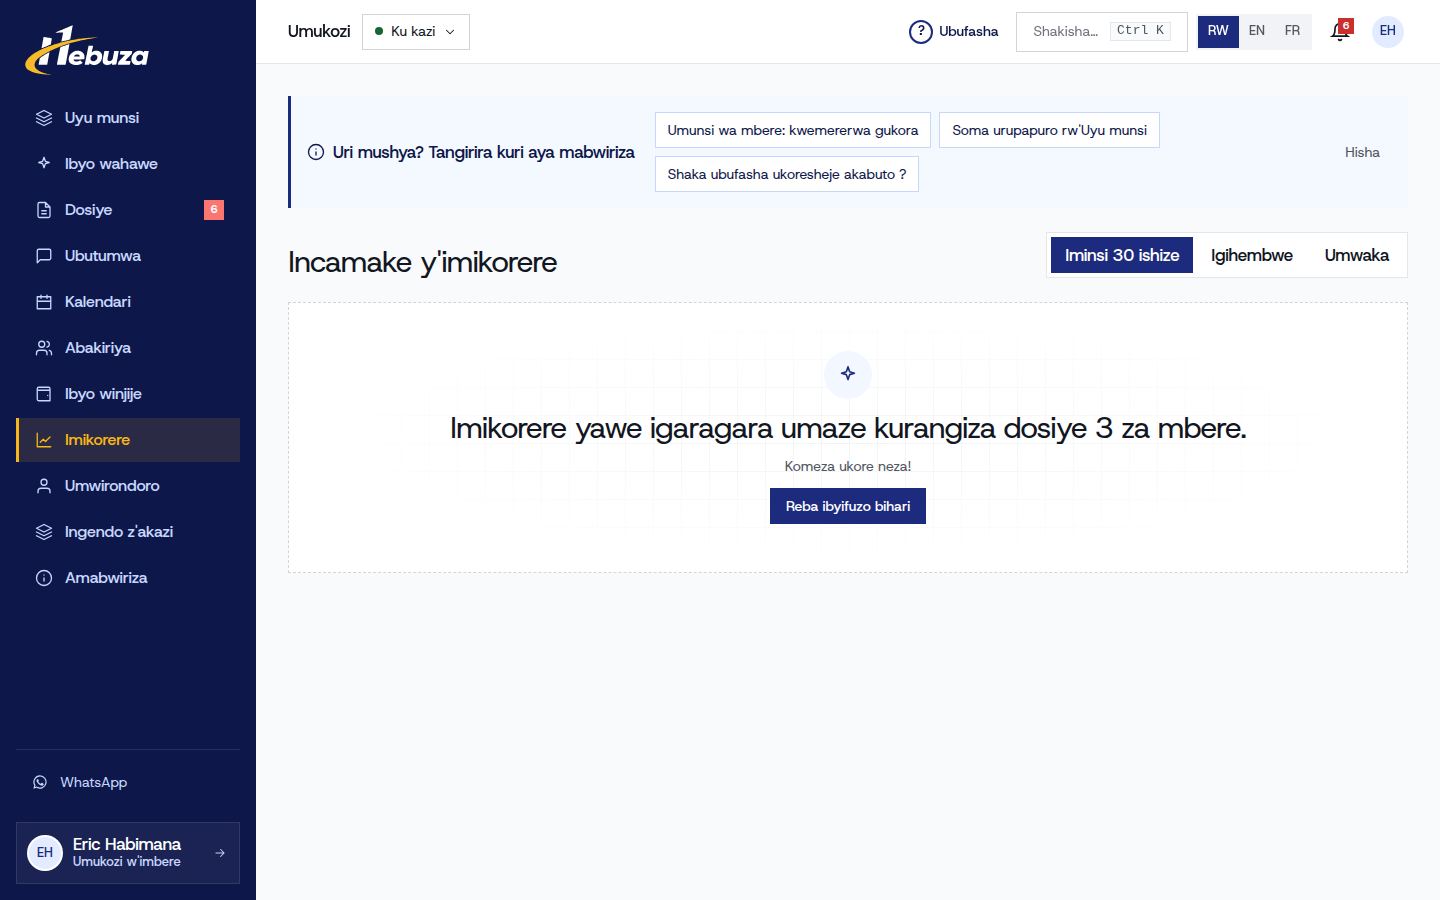 Hebuza
Uyu munsi
Ibyo wahawe
Dosiye 6
Ubutumwa
Kalendari
Abakiriya
Ibyo winjije
Imikorere
Umwirondoro
Ingendo z'akazi
Amabwiriza
WhatsApp
EH Eric Habimana
Umukozi w'imbere
Umukozi Ku kazi ? Ubufasha Shakisha... Ctrl K RW EN FR 6 EH
Uri mushya? Tangirira kuri aya mabwiriza
Umunsi wa mbere: kwemererwa gukora
Soma urupapuro rw'Uyu munsi
Shaka ubufasha ukoresheje akabuto ?
Hisha
Incamake y'imikorere
Iminsi 30 ishize Igihembwe Umwaka
Imikorere yawe igaragara umaze kurangiza dosiye 3 za mbere.
Komeza ukore neza!
Reba ibyifuzo bihari